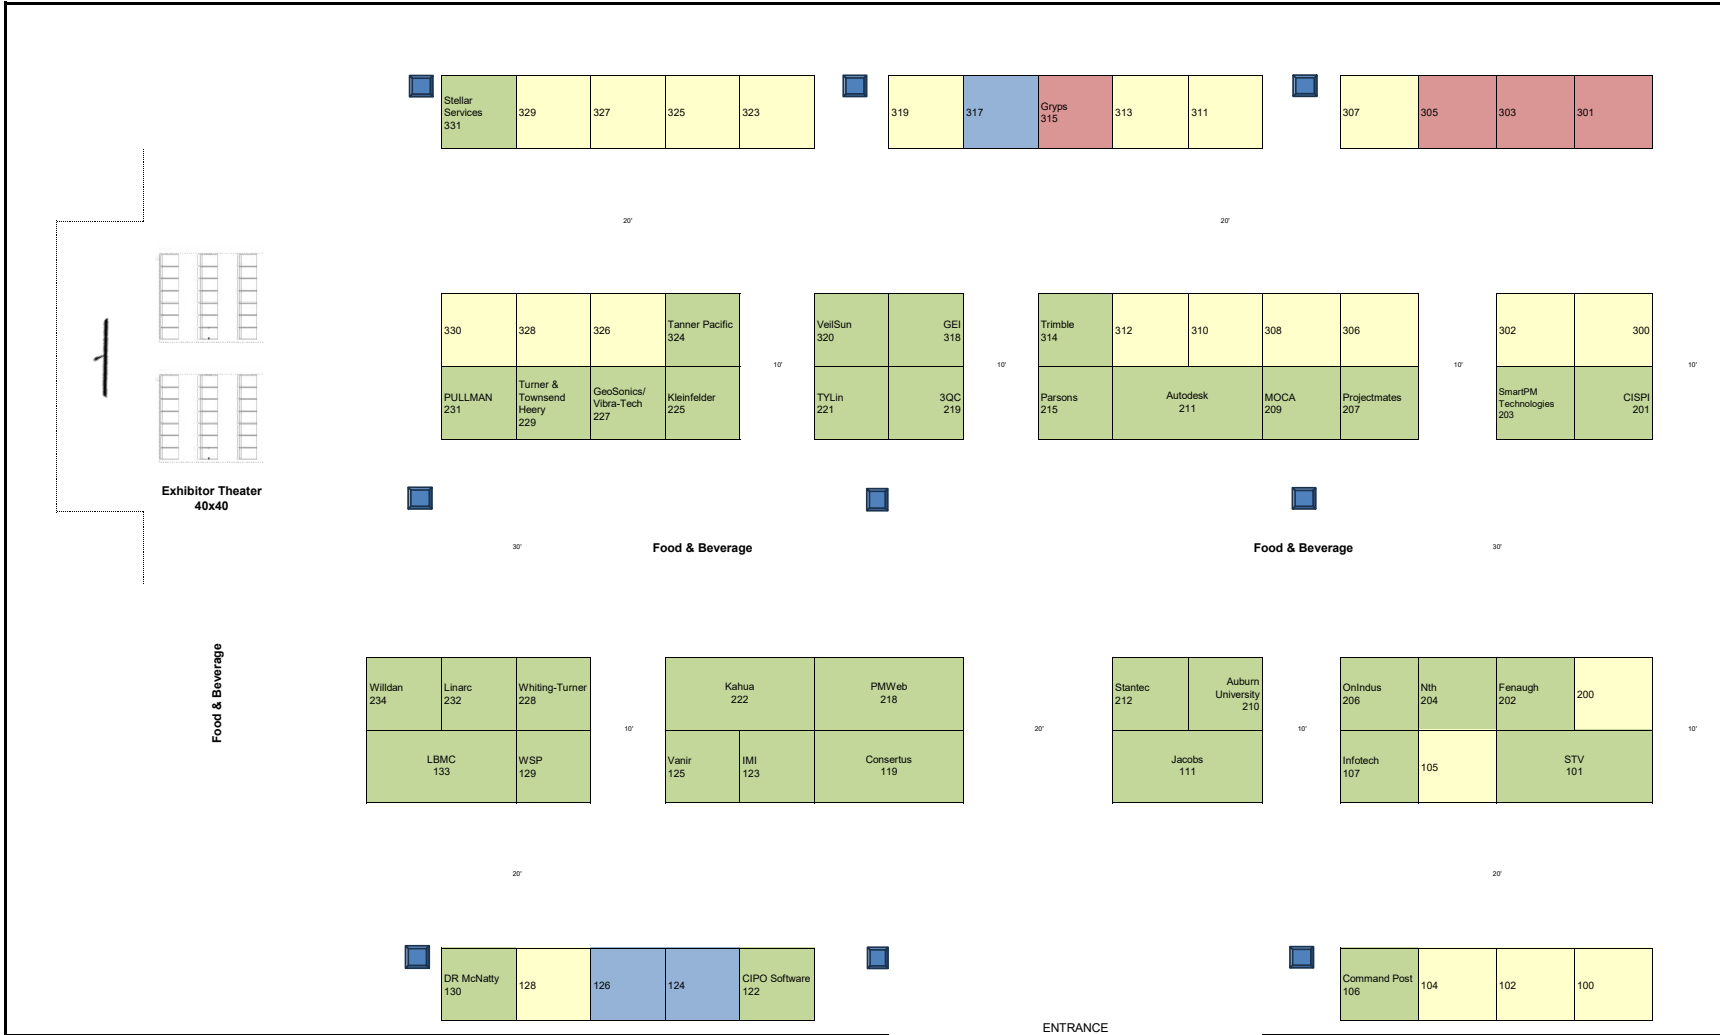 Stellar
Services
331
329
327
325
323
319
317
Gryps
315
313
311
307
305
303
301
20'
20'
330
328
326
Tanner Pacific
324
VeilSun
320
GEI
318
Trimble
314
312
310
308
306
302
300
10'
10'
10'
10'
PULLMAN
231
Turner &
Townsend
Heery
229
GeoSonics/
Vibra-Tech
227
Kleinfelder
225
TYLin
221
3QC
219
Parsons
215
Autodesk
211
MOCA
209
Projectmates
207
SmartPM
Technologies
203
CISPI
201
Exhibitor Theater
40x40
30'
Food & Beverage
Food & Beverage
30'
Food & Beverage
Willdan
234
Linarc
232
Whiting-Turner
228
Kahua
222
PMWeb
218
Stantec
212
Auburn
University
210
OnIndus
206
Nth
204
Fenaugh
202
200
10'
20'
10'
10'
LBMC
133
WSP
129
Vanir
125
IMI
123
Consertus
119
Jacobs
111
Infotech
107
105
STV
101
20'
20'
DR McNatty
130
128
126
124
CIPO Software
122
Command Post
106
104
102
100
ENTRANCE